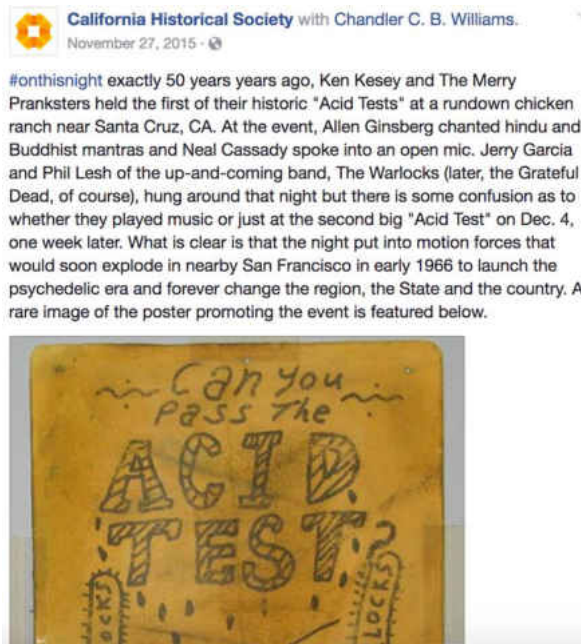 California Historical Society with Chandler C. B. Williams.
November 27, 2015 ·
#onthisnight exactly 50 years years ago, Ken Kesey and The Merry
Pranksters held the first of their historic "Acid Tests" at a rundown chicken
ranch near Santa Cruz, CA. At the event, Allen Ginsberg chanted hindu and
Buddhist mantras and Neal Cassady spoke into an open mic. Jerry Garcia
and Phil Lesh of the up-and-coming band, The Warlocks (later, the Grateful
Dead, of course), hung around that night but there is some confusion as to
whether they played music or just at the second big "Acid Test" on Dec. 4,
one week later. What is clear is that the night put into motion forces that
would soon explode in nearby San Francisco in early 1966 to launch the
psychedelic era and forever change the region, the State and the country. A
rare image of the poster promoting the event is featured below.
Can you
Pass The
ACID
TEST?
OCKS
OCKS